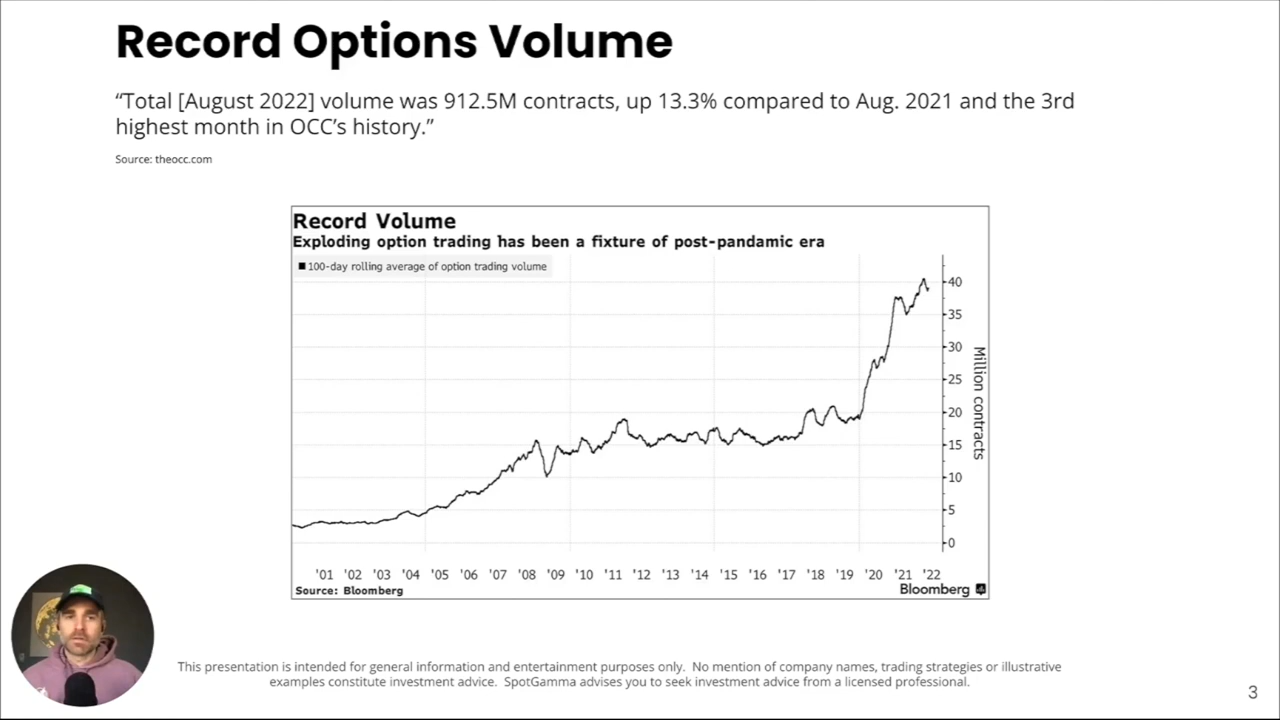 Record Options Volume
“Total [August 2022] volume was 912.5M contracts, up 13.3% compared to Aug. 2021 and the 3rd
highest month in OCC’s history.”
Source: theocc.com
Record Volume
Exploding option trading has been a fixture of post-pandemic era
100-day rolling average of option trading volume
40
35
30
25
20
15
10
5
0
Million contracts
'01 '02 '03 '04 '05 '06 '07 '08 '09 '10 '11 '12 '13 '14 '15 '16 '17 '18 '19 '20 '21 '22
Source: Bloomberg
Bloomberg
This presentation is intended for general information and entertainment purposes only. No mention of company names, trading strategies or illustrative
examples constitute investment advice. SpotGamma advises you to seek investment advice from a licensed professional.
3